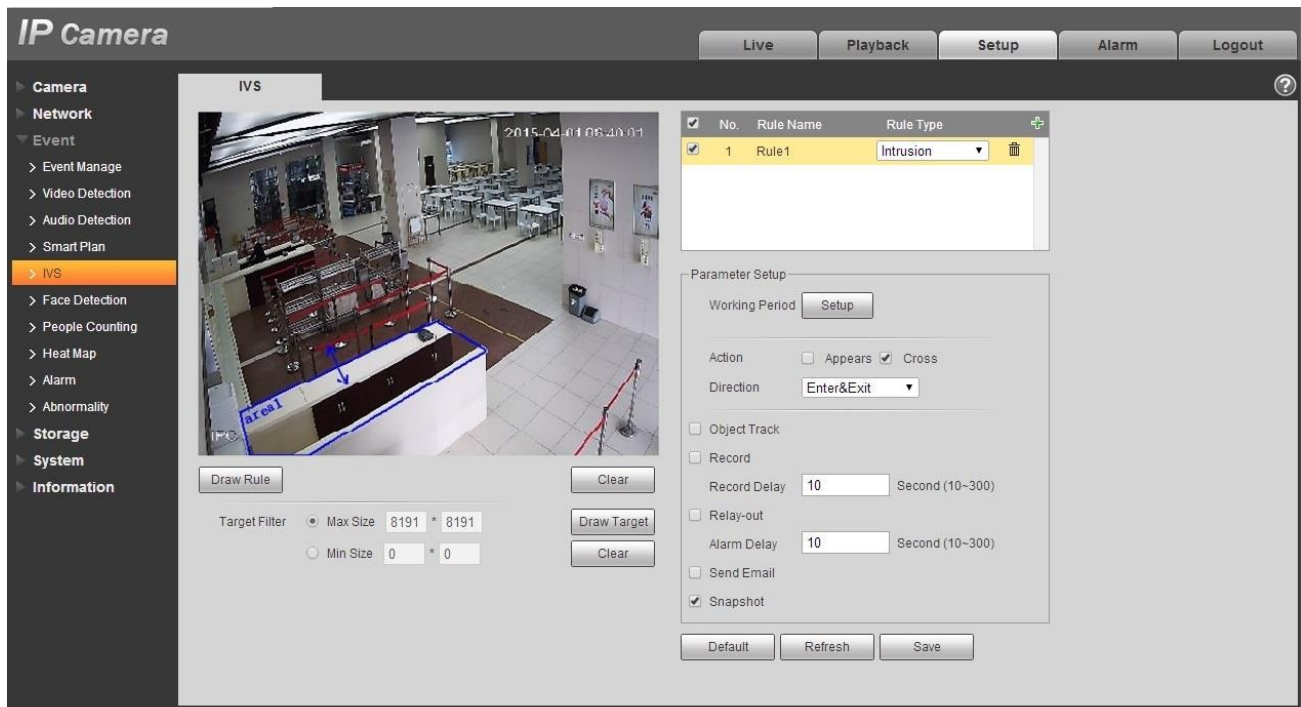 IP Camera
Live Playback Setup Alarm Logout
Camera
Network
Event
Event Manage
Video Detection
Audio Detection
Smart Plan
IVS
Face Detection
People Counting
Heat Map
Alarm
Abnormality
Storage
System
Information
IVS
2015-04-01 06:40:01
area1
IPC
Draw Rule Clear
Target Filter Max Size 8191 * 8191 Draw Target
Min Size 0 * 0 Clear
No. Rule Name Rule Type
1 Rule1 Intrusion
Parameter Setup
Working Period Setup
Action Appears Cross
Direction Enter&Exit
Object Track
Record
Record Delay 10 Second (10~300)
Relay-out
Alarm Delay 10 Second (10~300)
Send Email
Snapshot
Default Refresh Save